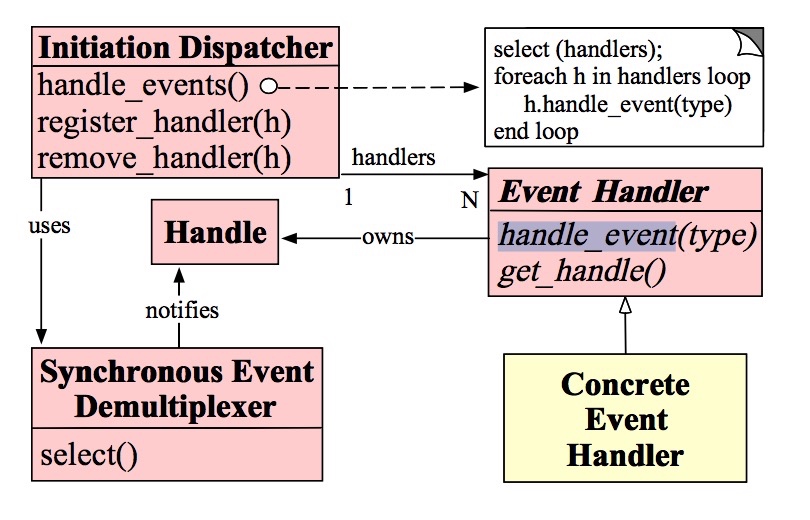 Initiation Dispatcher
handle_events()
register_handler(h)
remove_handler(h)
select (handlers);
foreach h in handlers loop
h.handle_event(type)
end loop
handlers
1
N
Event Handler
handle_event(type)
get_handle()
uses
Handle
owns
notifies
Synchronous Event
Demultiplexer
select()
Concrete
Event
Handler